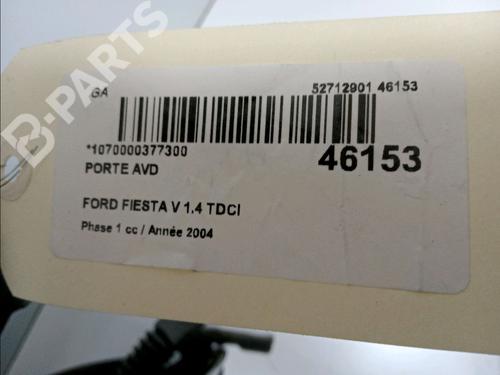 B-PARTS
GA 52712901 46153
*1070000377300 46153
PORTE AVD
FORD FIESTA V 1.4 TDCI
Phase 1 cc / Année 2004